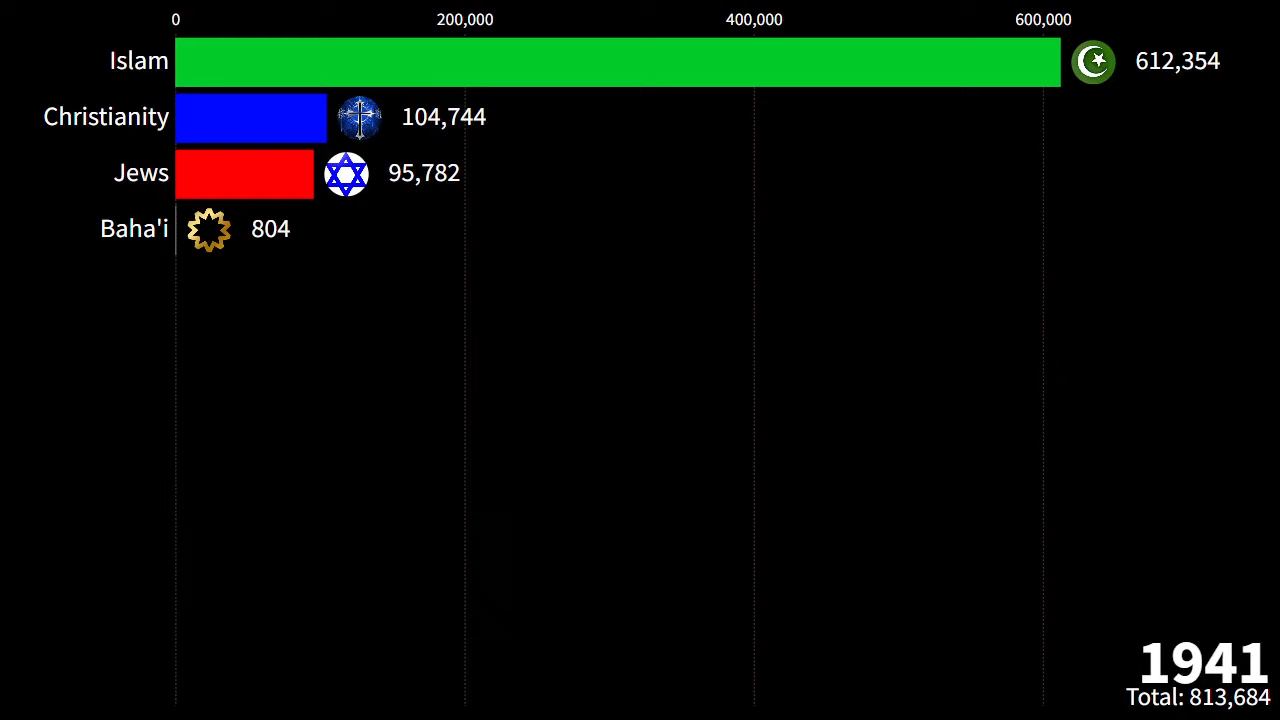 0 200,000 400,000 600,000
Islam 612,354
Christianity 104,744
Jews 95,782
Baha'i 804
1941
Total: 813,684